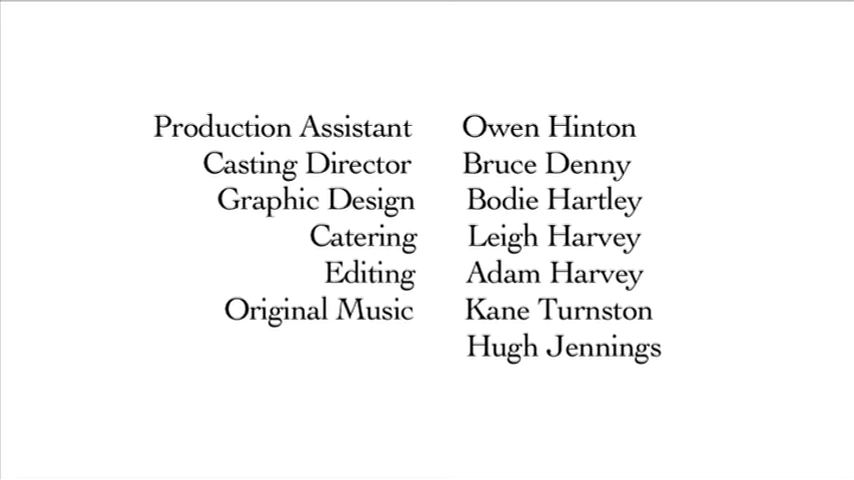 Production Assistant Owen Hinton
Casting Director Bruce Denny
Graphic Design Bodie Hartley
Catering Leigh Harvey
Editing Adam Harvey
Original Music Kane Turnston
Hugh Jennings